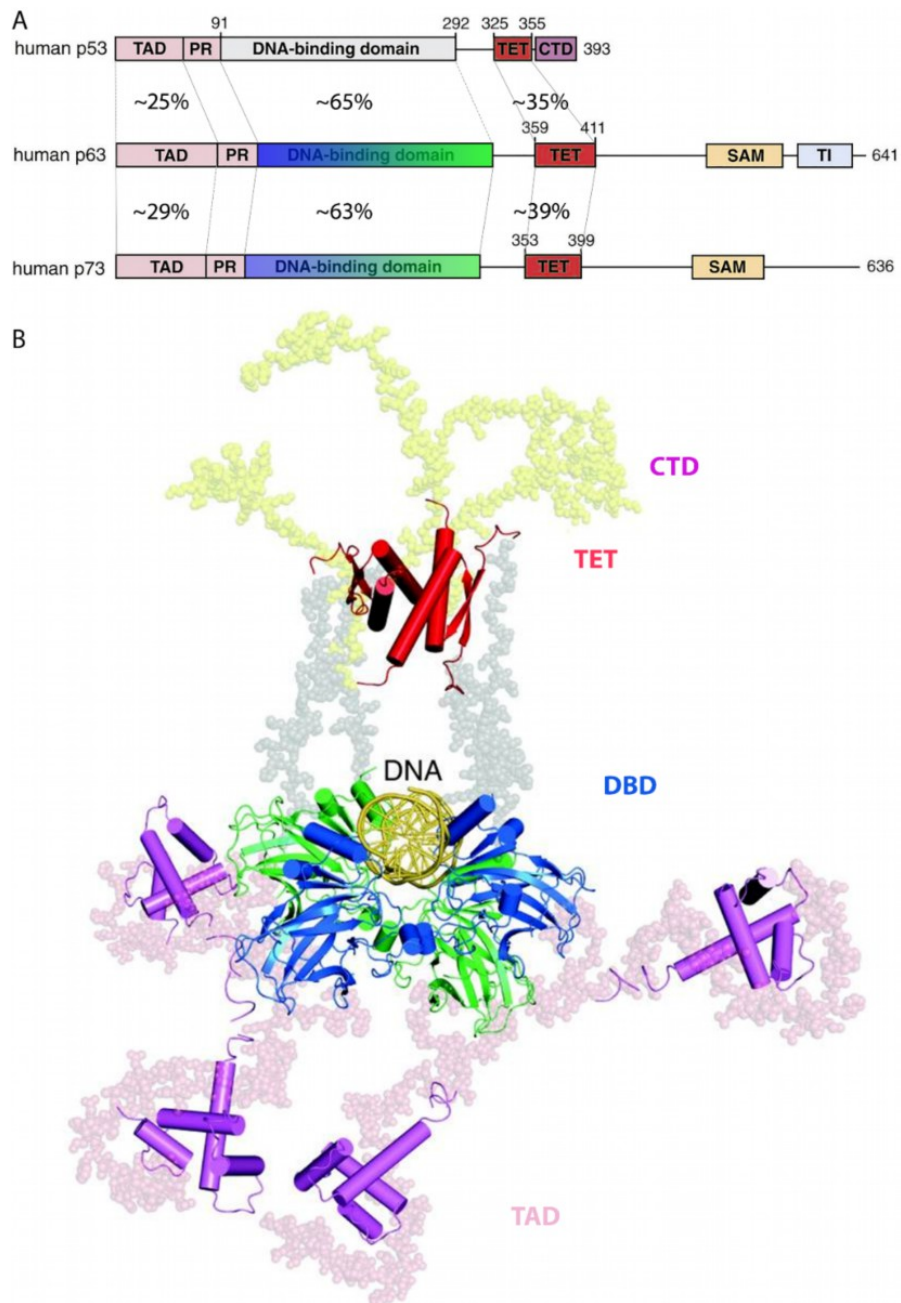 A
91 292 325 355
human p53 TAD PR DNA-binding domain TET CTD 393
~25% ~65% ~35%
359 411
human p63 TAD PR DNA-binding domain TET SAM TI 641
~29% ~63% ~39%
353 399
human p73 TAD PR DNA-binding domain TET SAM 636
B
CTD
TET
DNA
DBD
TAD